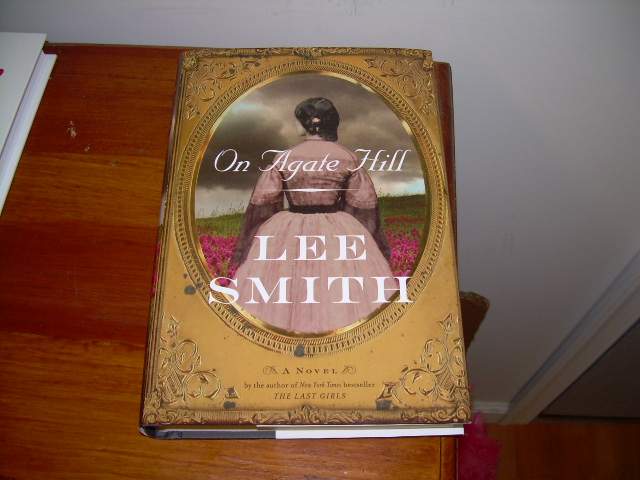 On Agate Hill
LEE
SMITH
A NOVEL
by the author of New York Times bestseller
THE LAST GIRLS